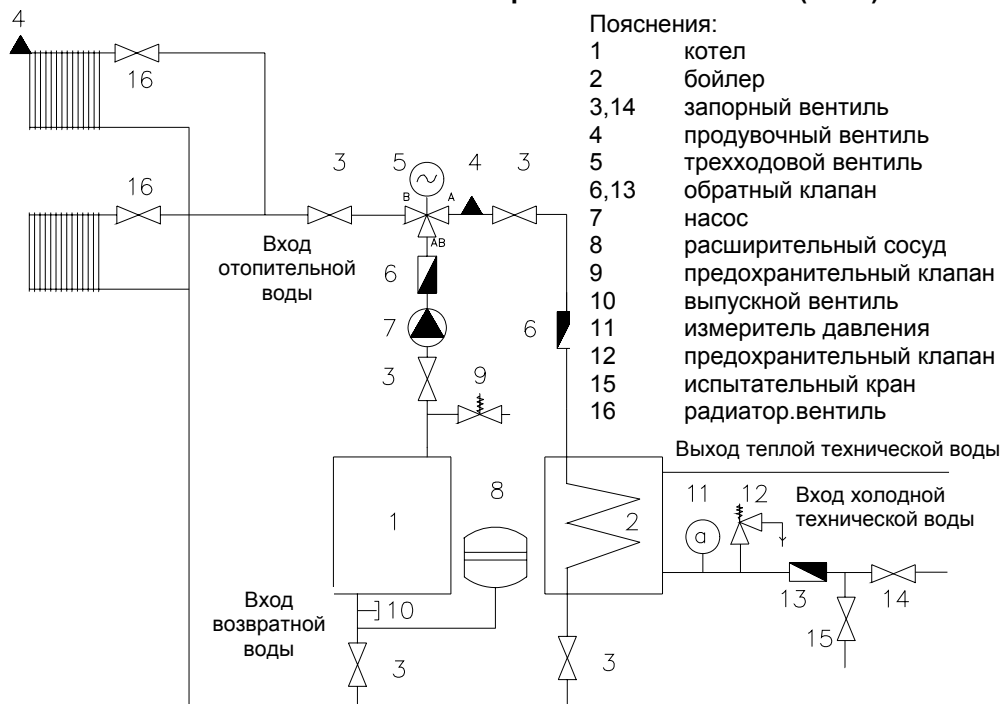 Пояснения:
1 котел
2 бойлер
3,14 запорный вентиль
4 продувочный вентиль
5 трехходовой вентиль
6,13 обратный клапан
7 насос
8 расширительный сосуд
9 предохранительный клапан
10 выпускной вентиль
11 измеритель давления
12 предохранительный клапан
15 испытательный кран
16 радиатор.вентиль
4
16
16
3 5 4 3
B A
AB
Вход
отопительной
воды
6
7
6
3
9
Выход теплой технической воды
8
11 12
Вход холодной
технической воды
1
2
a
13 14
Вход
возвратной
воды
10
15
3
3